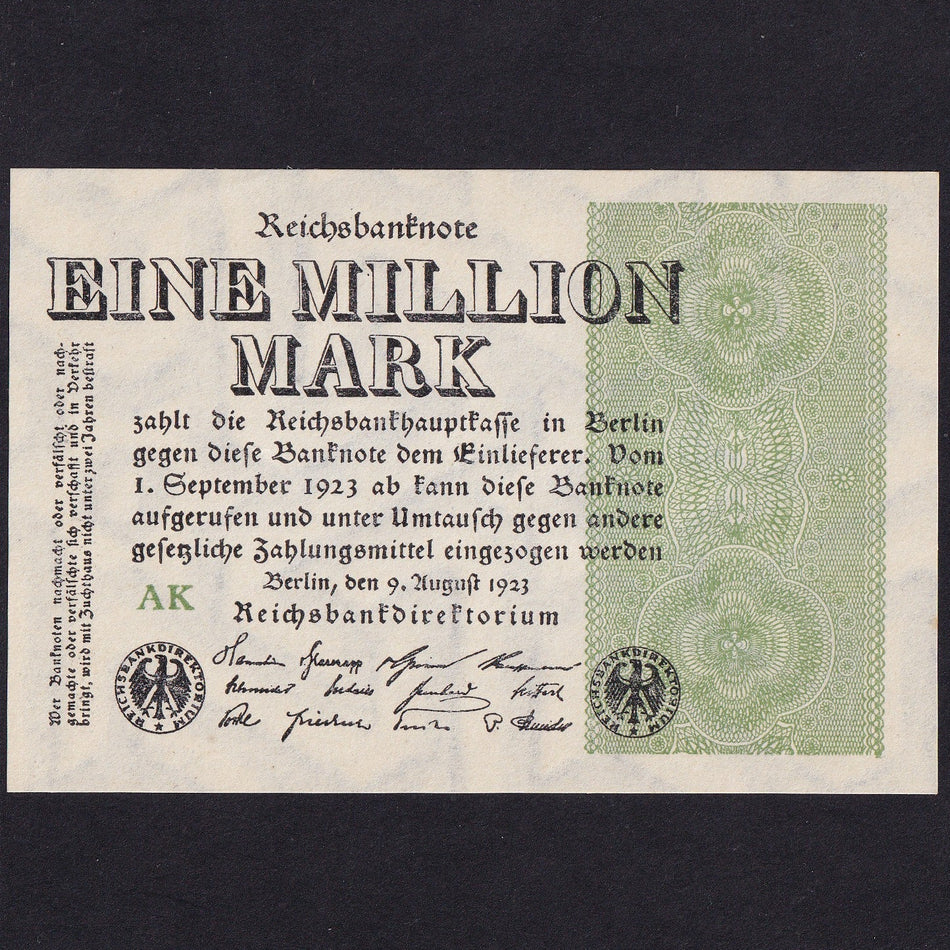 Reichsbanknote
EINE MILLION
MARK
zahlt die Reichsbankhauptkasse in Berlin
gegen diese Banknote dem Einlieferer. Vom
1. September 1923 ab kann diese Banknote
aufgerufen und unter Umtausch gegen andere
gesetzliche Zahlungsmittel eingezogen werden
Berlin, den 9. August 1923
Reichsbankdirektorium
AK
Wer Banknoten nachmacht oder verfälscht oder nach-
gemachte oder verfälschte sich verschafft und in Verkehr
bringt, wird mit Zuchthaus nicht unter zwei Jahren bestraft
REICHSBANKDIREKTORIUM
REICHSBANKDIREKTORIUM